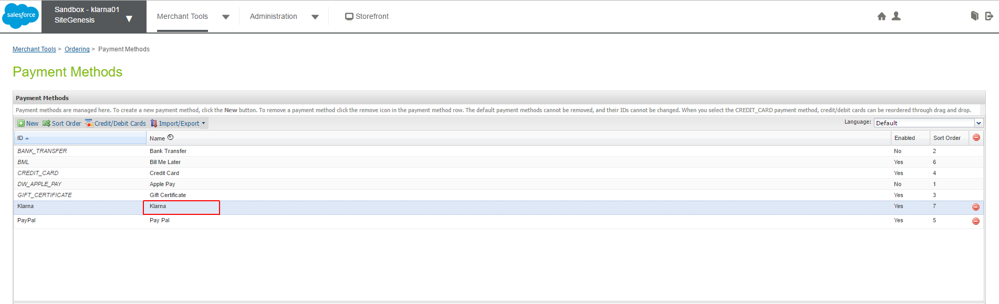 salesforce
Sandbox - klarna01
SiteGenesis
Merchant Tools
Administration
Storefront
Merchant Tools > Ordering > Payment Methods
Payment Methods
Payment Methods
Payment methods are managed here. To create a new payment method, click the New button. To remove a payment method click the remove icon in the payment method row. The default payment methods cannot be removed, and their IDs cannot be changed. When you select the CREDIT_CARD payment method, credit/debit cards can be reordered through drag and drop.
New Sort Order Credit/Debit Cards Import/Export Language: Default
ID Name Enabled Sort Order
BANK_TRANSFER Bank Transfer No 2
BML Bill Me Later Yes 6
CREDIT_CARD Credit Card Yes 4
DW_APPLE_PAY Apple Pay No 1
GIFT_CERTIFICATE Gift Certificate Yes 3
Klarna Klarna Yes 7
PayPal Pay Pal Yes 5